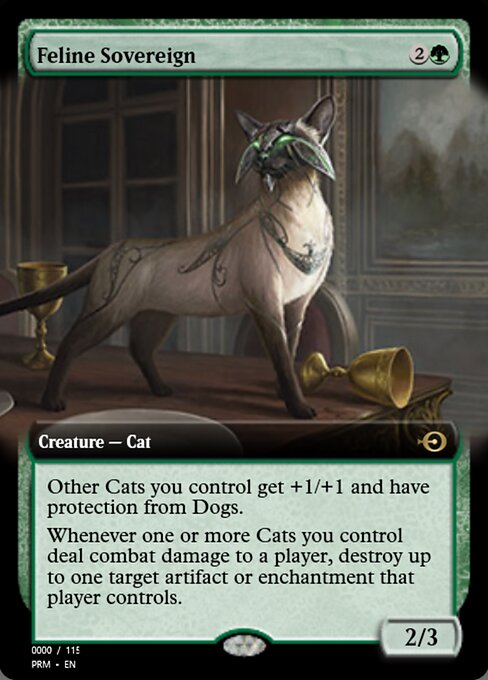 Feline Sovereign 2
Creature — Cat
Other Cats you control get +1/+1 and have
protection from Dogs.
Whenever one or more Cats you control
deal combat damage to a player, destroy up
to one target artifact or enchantment that
player controls.
2/3
0000 / 115
PRM • EN